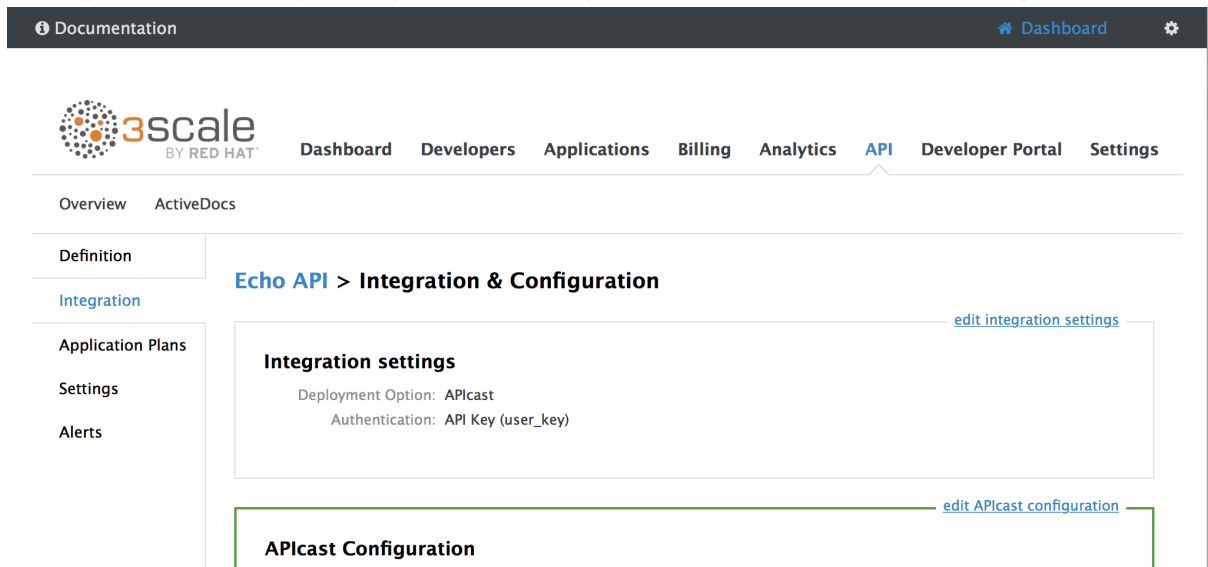 Documentation
Dashboard
3scale
BY RED HAT
Dashboard Developers Applications Billing Analytics API Developer Portal Settings
Overview ActiveDocs
Definition
Integration
Application Plans
Settings
Alerts
Echo API > Integration & Configuration
edit integration settings
Integration settings
Deployment Option: APIcast
Authentication: API Key (user_key)
edit APIcast configuration
APIcast Configuration